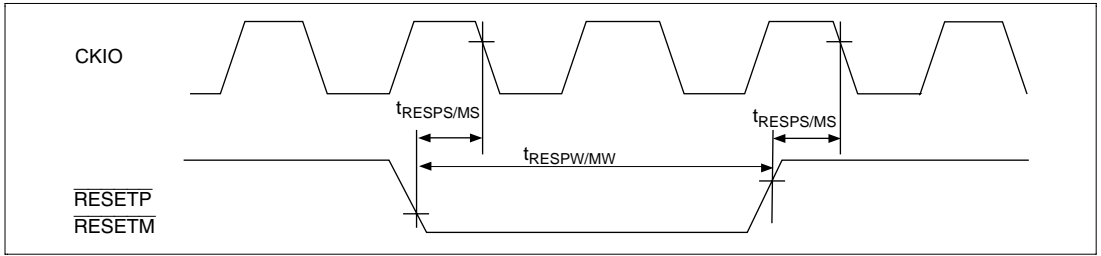 CKIO
tRESPS/MS
tRESPS/MS
tRESPW/MW
RESETP
RESETM